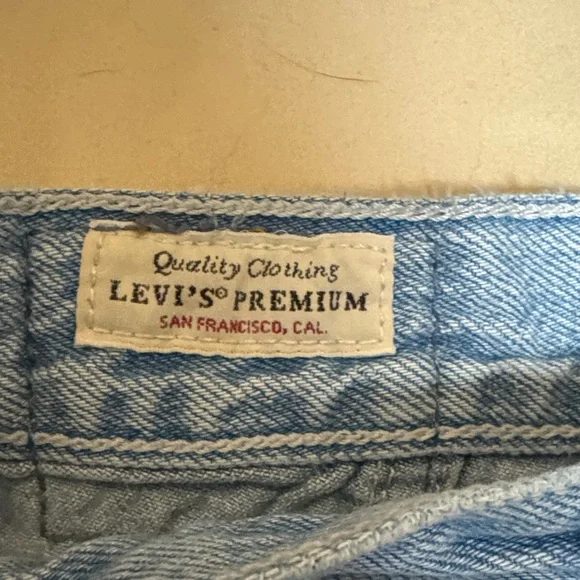 Quality Clothing
LEVI'S® PREMIUM
SAN FRANCISCO, CAL.